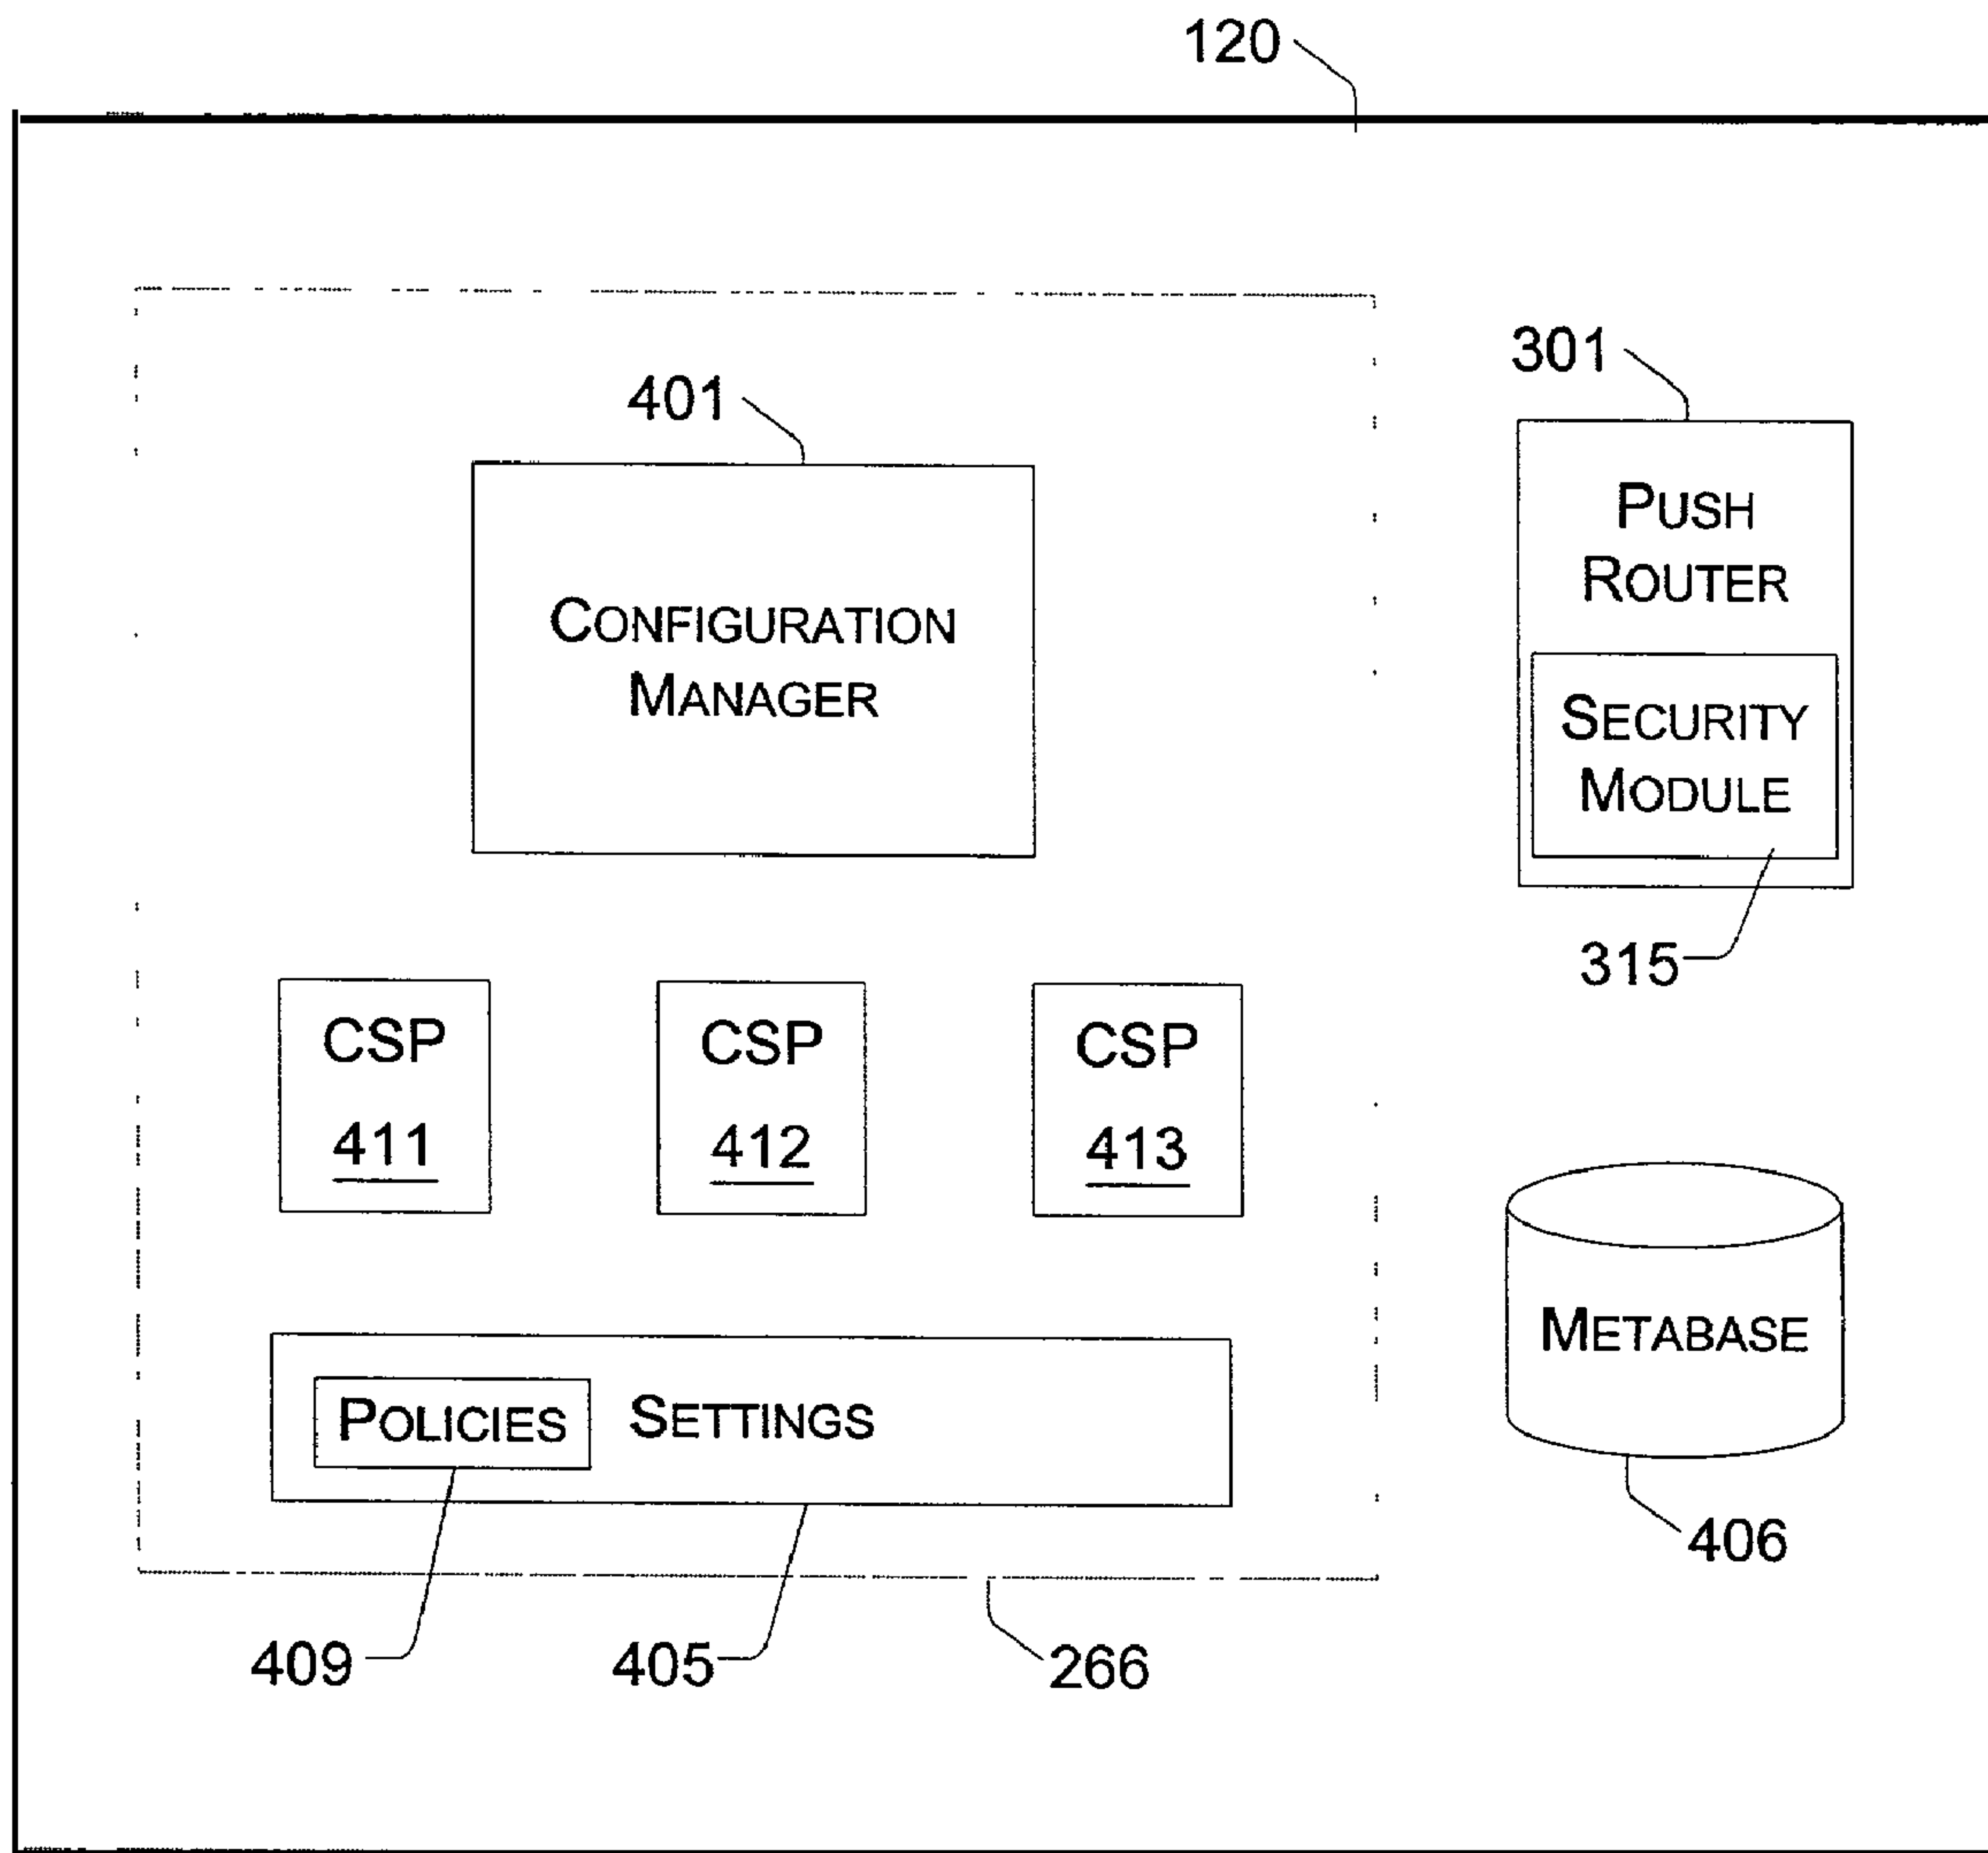 120
301
401
PUSH
ROUTER
CONFIGURATION
MANAGER
SECURITY
MODULE
315
CSP
411
CSP
412
CSP
413
METABASE
POLICIES
SETTINGS
406
409
405
266